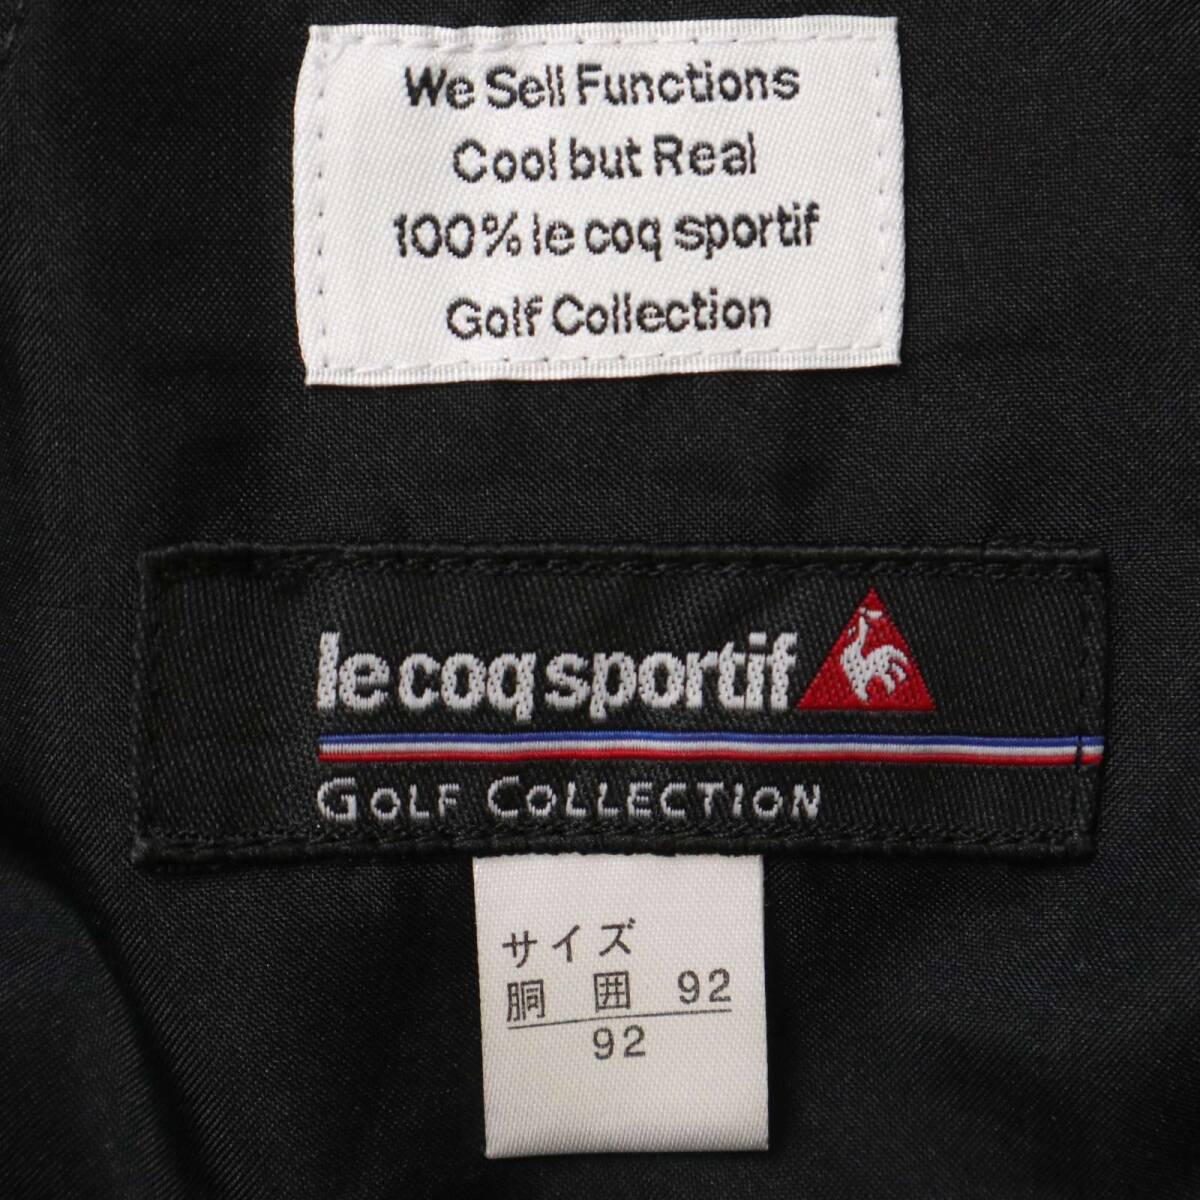 We Sell Functions
Cool but Real
100% le coq sportif
Golf Collection
le coq sportif
GOLF COLLECTION
サイズ
胴囲 92
92